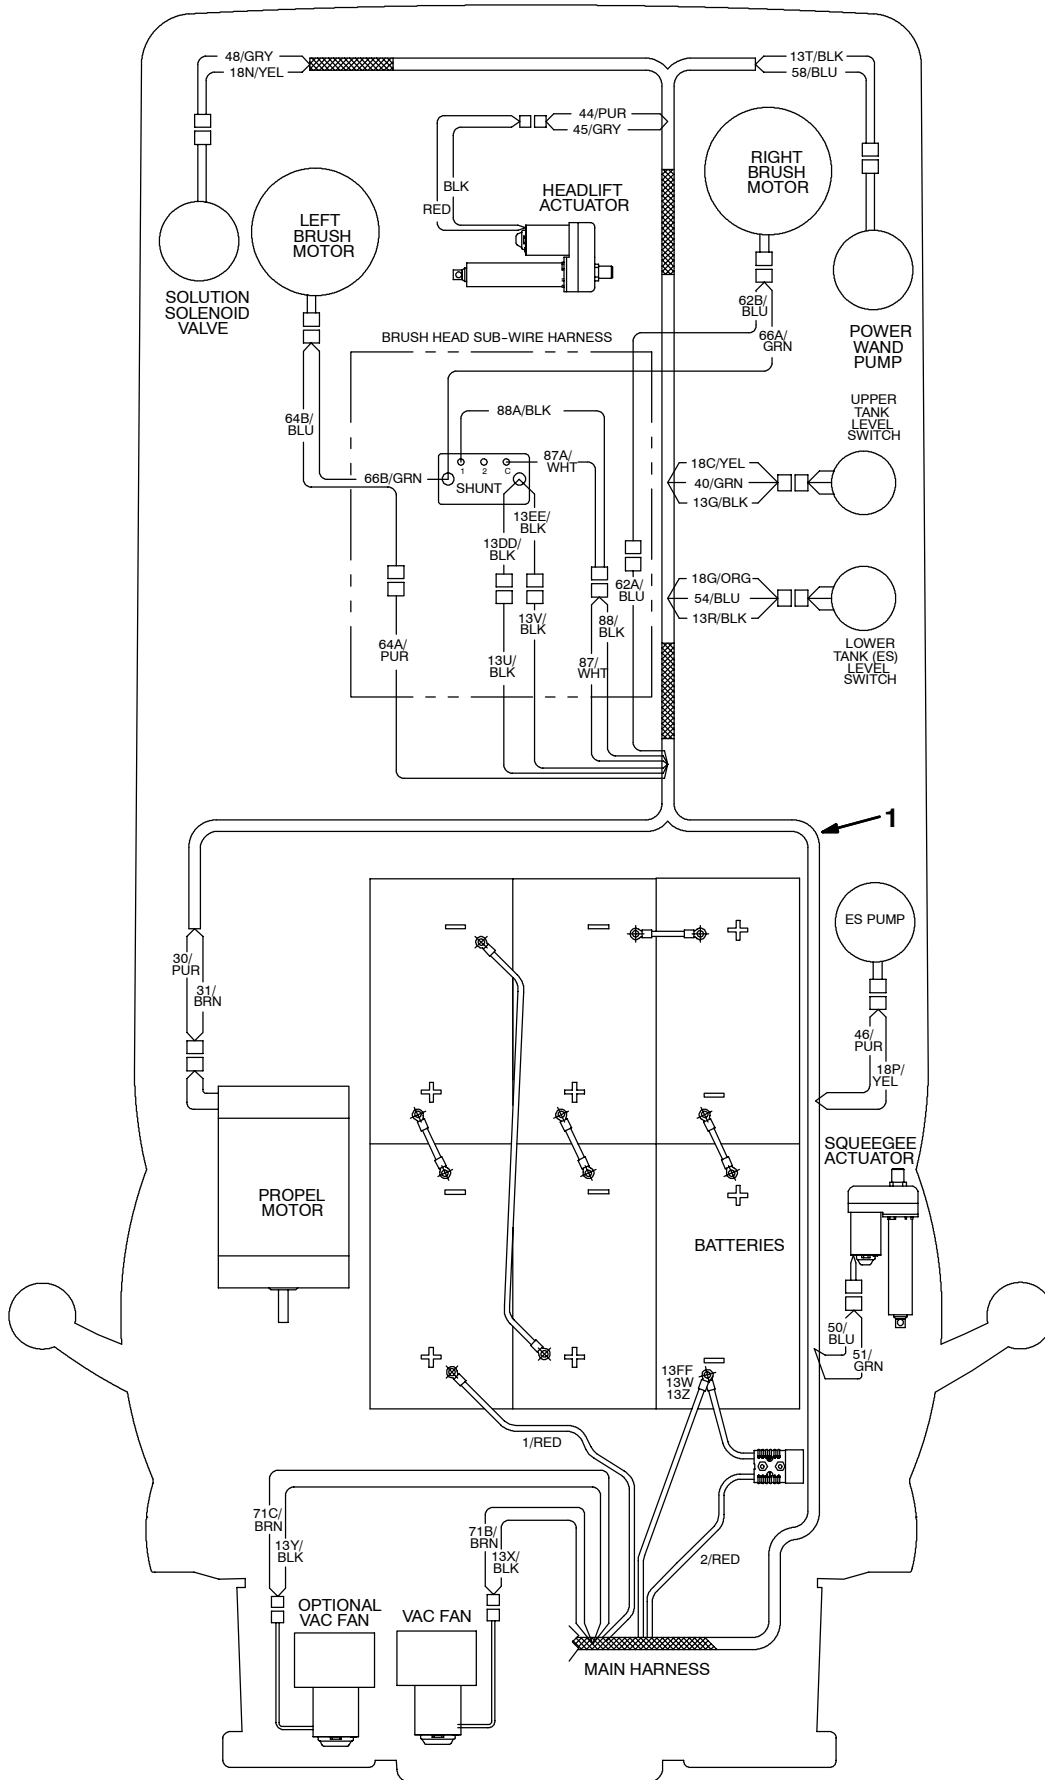 48/GRY
18N/YEL
13T/BLK
58/BLU
44/PUR
45/GRY
RIGHT
BRUSH
MOTOR
BLK
RED
HEADLIFT
ACTUATOR
LEFT
BRUSH
MOTOR
SOLUTION
SOLENOID
VALVE
62B/
BLU
66A/
GRN
POWER
WAND
PUMP
BRUSH HEAD SUB-WIRE HARNESS
UPPER
TANK
LEVEL
SWITCH
64B/
BLU
88A/BLK
87A/
WHT
66B/GRN
1
2
C
SHUNT
18C/YEL
40/GRN
13G/BLK
13EE/
BLK
13DD/
BLK
62A/
BLU
18G/ORG
54/BLU
13R/BLK
13V/
BLK
88/
BLK
64A/
PUR
13U/
BLK
87/
WHT
LOWER
TANK (ES)
LEVEL
SWITCH
1
ES PUMP
30/
PUR
31/
BRN
46/
PUR
18P/
YEL
SQUEEGEE
ACTUATOR
PROPEL
MOTOR
BATTERIES
50/
BLU
51/
GRN
13FF
13W
13Z
1/RED
71C/
BRN
13Y/
BLK
71B/
BRN
13X/
BLK
2/RED
OPTIONAL
VAC FAN
VAC FAN
MAIN HARNESS